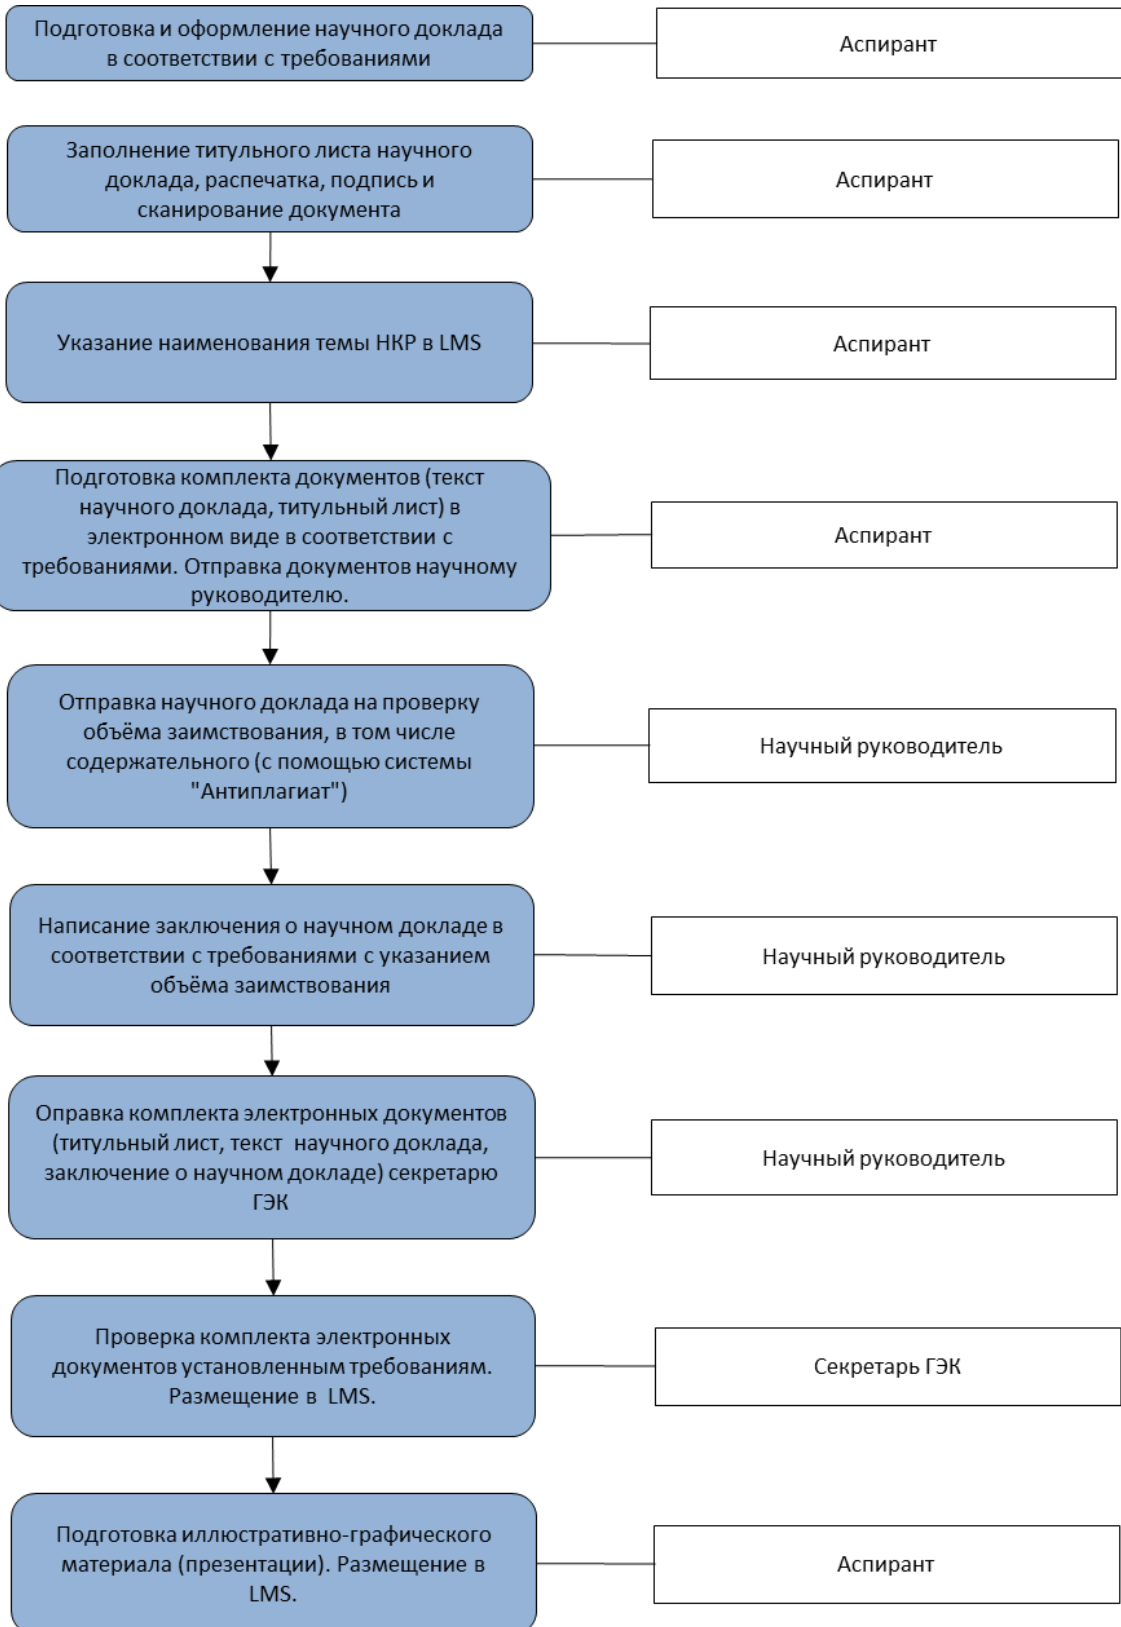 Подготовка и оформление научного доклада
в соответствии с требованиями
Аспирант
Заполнение титульного листа научного
доклада, распечатка, подпись и
сканирование документа
Аспирант
Указание наименования темы НКР в LMS
Аспирант
Подготовка комплекта документов (текст
научного доклада, титульный лист) в
электронном виде в соответствии с
требованиями. Отправка документов научному
руководителю.
Аспирант
Отправка научного доклада на проверку
объёма заимствования, в том числе
содержательного (с помощью системы
"Антиплагиат")
Научный руководитель
Написание заключения о научном докладе в
соответствии с требованиями с указанием
объёма заимствования
Научный руководитель
Оправка комплекта электронных документов
(титульный лист, текст  научного доклада,
заключение о научном докладе) секретарю
ГЭК
Научный руководитель
Проверка комплекта электронных
документов установленным требованиям.
Размещение в  LMS.
Секретарь ГЭК
Подготовка иллюстративно-графического
материала (презентации). Размещение в
LMS.
Аспирант